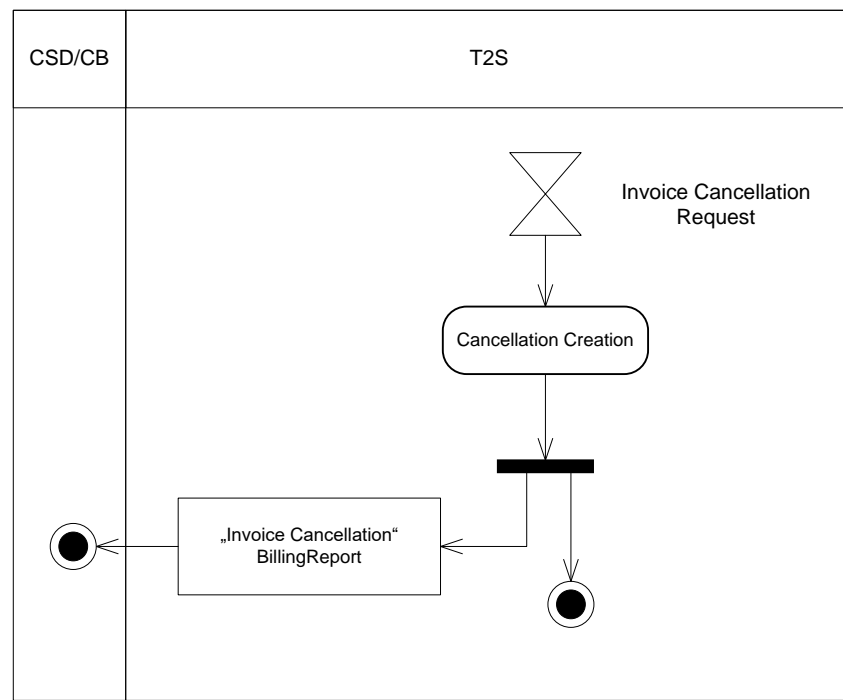 CSD/CB
T2S
Invoice Cancellation
Request
Cancellation Creation
„Invoice Cancellation“
BillingReport